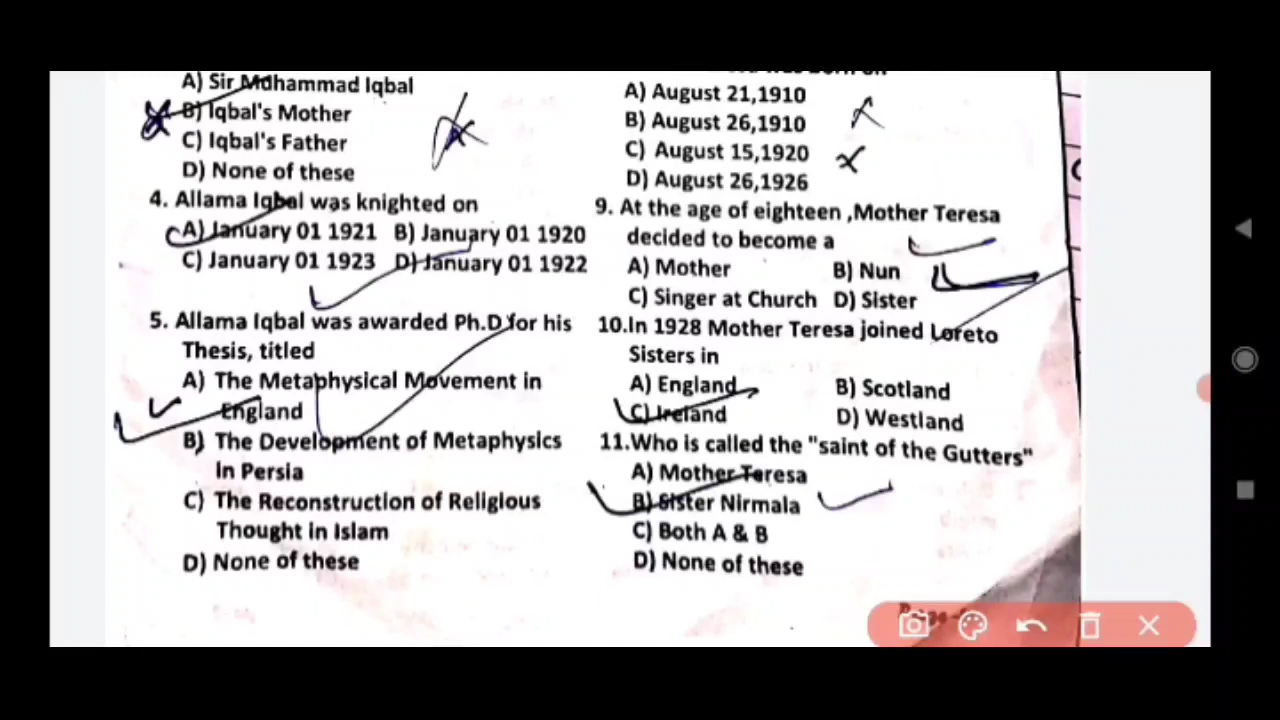 A) Sir Mohammad Iqbal
B) Iqbal's Mother
C) Iqbal's Father
D) None of these
4. Allama Iqbal was knighted on
A) January 01 1921 B) January 01 1920
C) January 01 1923 D) January 01 1922
5. Allama Iqbal was awarded Ph.D for his
Thesis, titled
A) The Metaphysical Movement in
England
B) The Development of Metaphysics
in Persia
C) The Reconstruction of Religious
Thought in Islam
D) None of these
A) August 21,1910
B) August 26,1910
C) August 15,1920
D) August 26,1926
9. At the age of eighteen ,Mother Teresa
decided to become a
A) Mother B) Nun
C) Singer at Church D) Sister
10.In 1928 Mother Teresa joined Loreto
Sisters in
A) England B) Scotland
C) Ireland D) Westland
11.Who is called the "saint of the Gutters"
A) Mother Teresa
B) Sister Nirmala
C) Both A & B
D) None of these